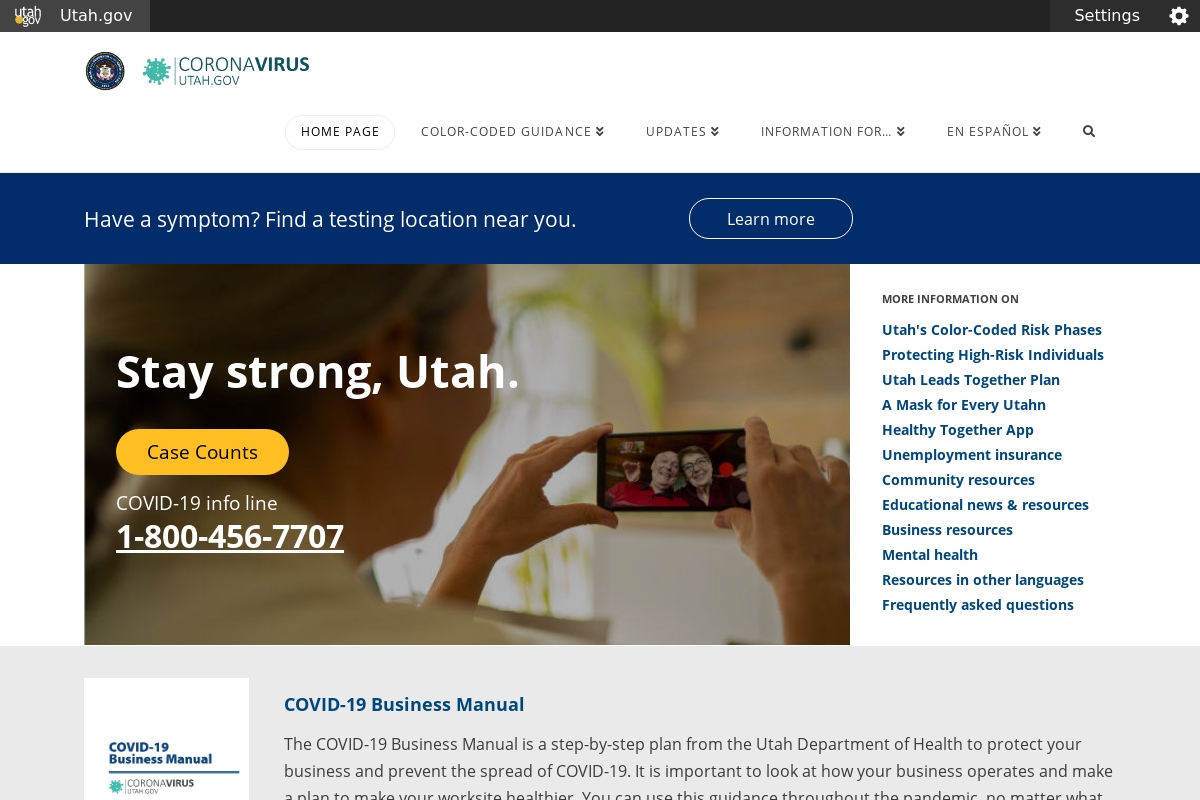 utah
gov
Utah.gov
Settings
CORONAVIRUS
UTAH.GOV
HOME PAGE
COLOR-CODED GUIDANCE
UPDATES
INFORMATION FOR...
EN ESPAÑOL
Have a symptom? Find a testing location near you.
Learn more
Stay strong, Utah.
Case Counts
COVID-19 info line
1-800-456-7707
MORE INFORMATION ON
Utah's Color-Coded Risk Phases
Protecting High-Risk Individuals
Utah Leads Together Plan
A Mask for Every Utahn
Healthy Together App
Unemployment insurance
Community resources
Educational news & resources
Business resources
Mental health
Resources in other languages
Frequently asked questions
COVID-19
Business Manual
CORONAVIRUS
UTAH.GOV
COVID-19 Business Manual
The COVID-19 Business Manual is a step-by-step plan from the Utah Department of Health to protect your
business and prevent the spread of COVID-19. It is important to look at how your business operates and make
a plan to make your worksite healthier. You can use this guidance throughout the pandemic, no matter what